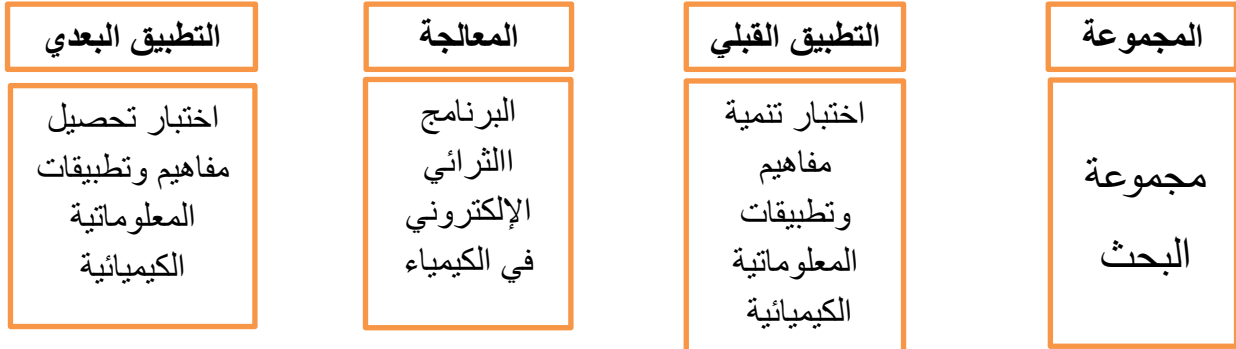 المجموعة
التطبيق القبلي
المعالجة
التطبيق البعدي
مجموعة
البحث
اختبار تنمية
مفاهيم
وتطبيقات
المعلوماتية
الكيميائية
البرنامج
االثرائي
الإلكتروني
في الكيمياء
اختبار تحصيل
مفاهيم وتطبيقات
المعلوماتية
الكيميائية